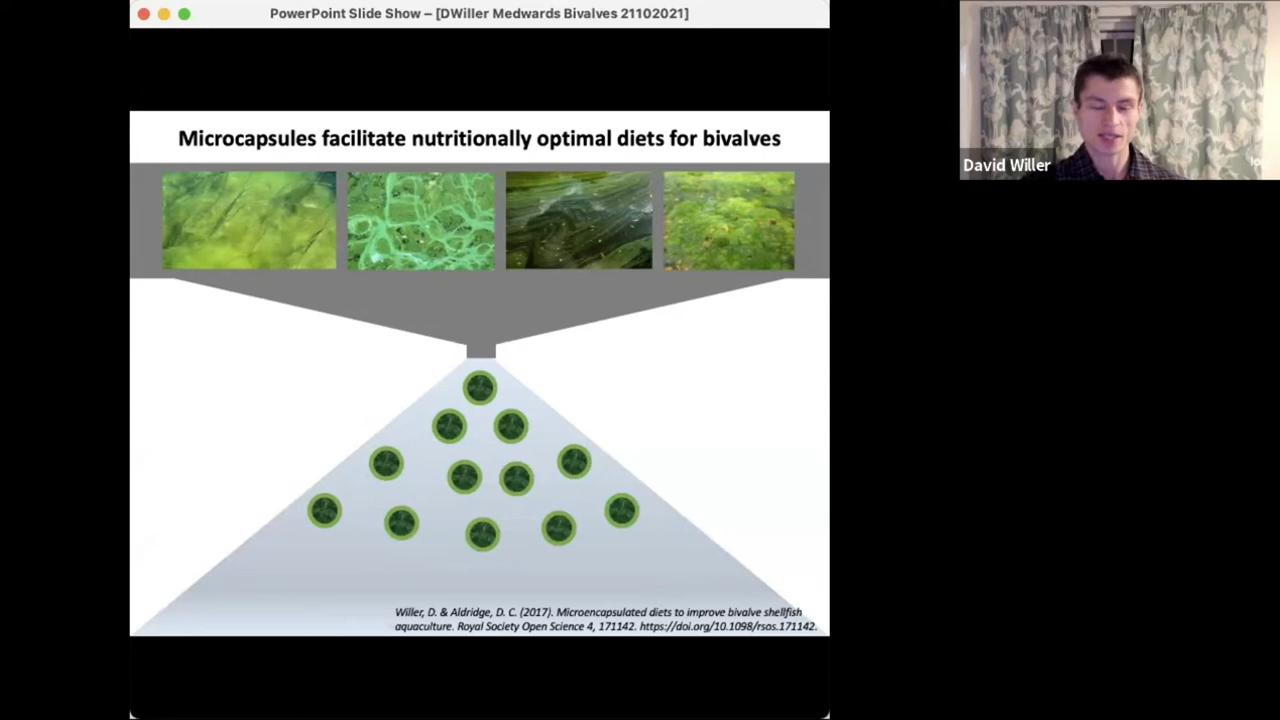 PowerPoint Slide Show – [DWiller Medwards Bivalves 21102021]
Microcapsules facilitate nutritionally optimal diets for bivalves
David Willer
Willer, D. & Aldridge, D. C. (2017). Microencapsulated diets to improve bivalve shellfish
aquaculture. Royal Society Open Science 4, 171142. https://doi.org/10.1098/rsos.171142.